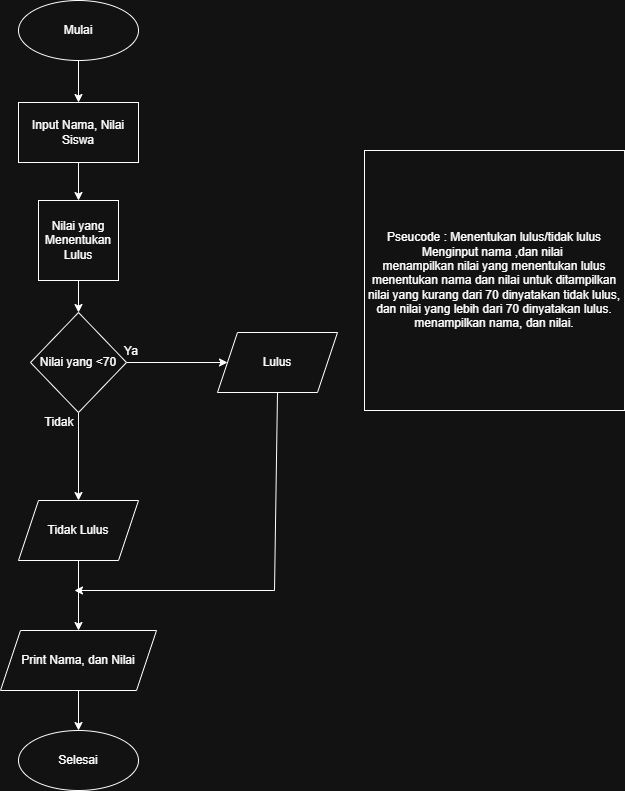 Mulai
Input Nama, Nilai
Siswa
Nilai yang
Menentukan
Lulus
Nilai yang <70
Ya
Lulus
Tidak
Tidak Lulus
Print Nama, dan Nilai
Selesai
Pseucode : Menentukan lulus/tidak lulus
Menginput nama ,dan nilai
menampilkan nilai yang menentukan lulus
menentukan nama dan nilai untuk ditampilkan
nilai yang kurang dari 70 dinyatakan tidak lulus,
dan nilai yang lebih dari 70 dinyatakan lulus.
menampilkan nama, dan nilai.